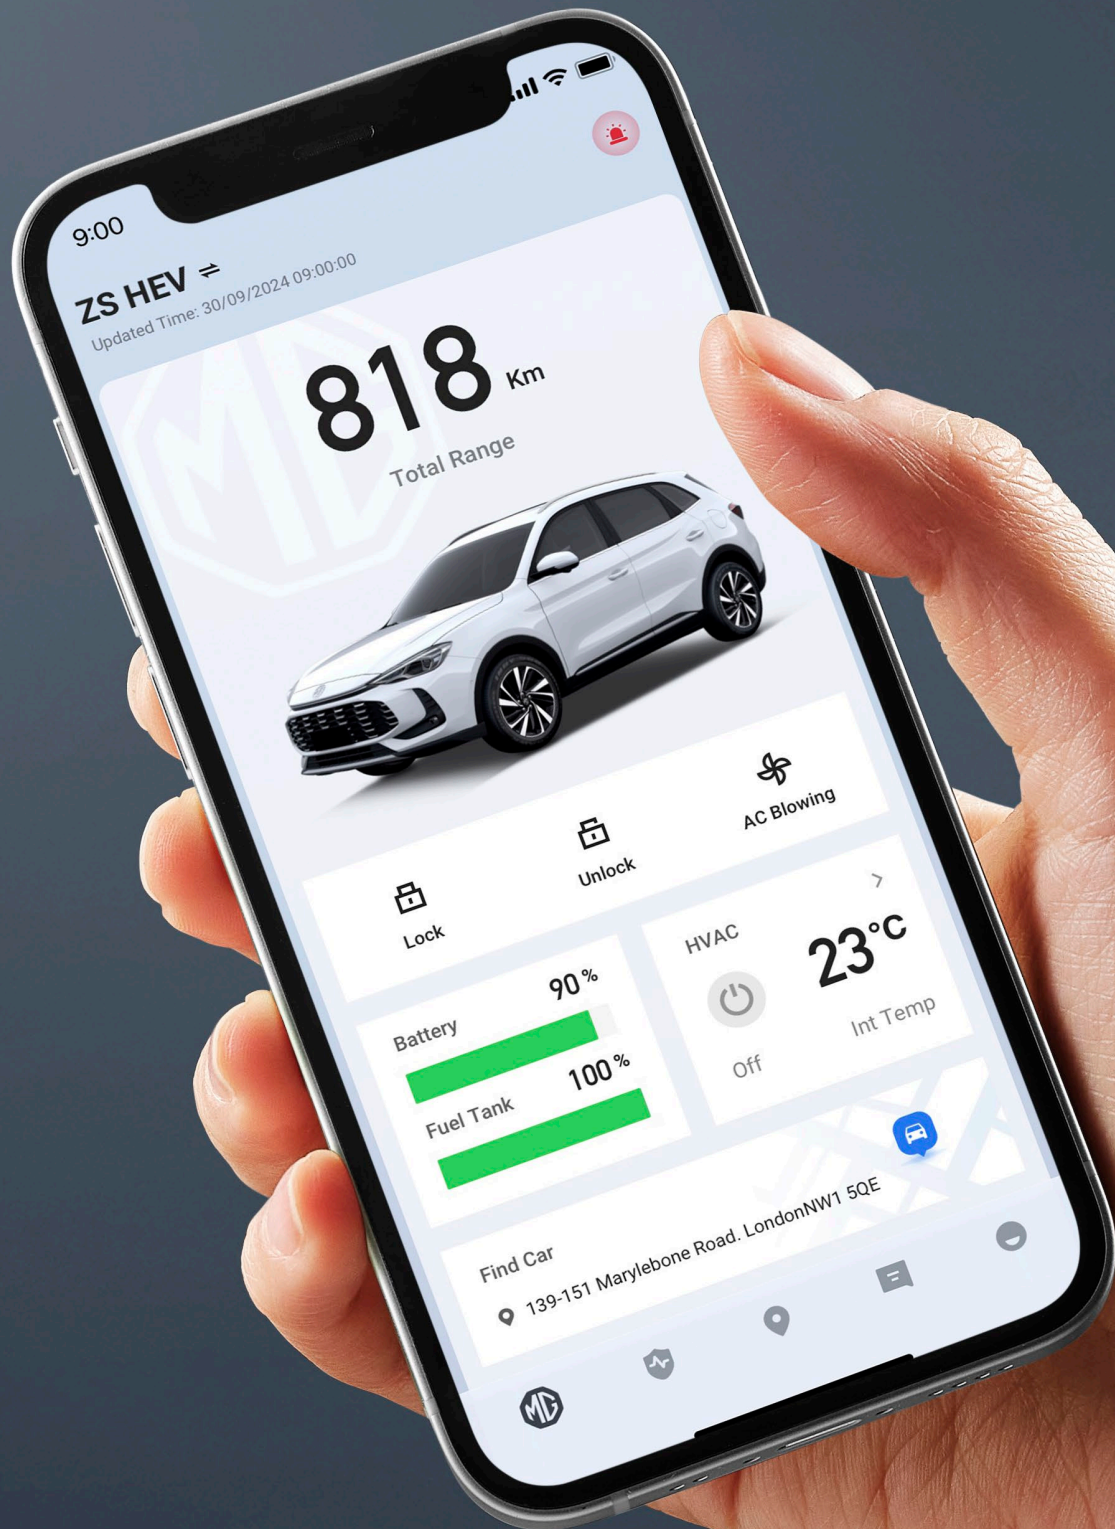 9:00
ZS HEV
Updated Time: 30/09/2024 09:00:00
MG
818 Km
Total Range
Lock
Unlock
AC Blowing
Battery
90%
Fuel Tank
100%
HVAC
23°C
Off
Int Temp
Find Car
139-151 Marylebone Road. LondonNW1 5QE
MG